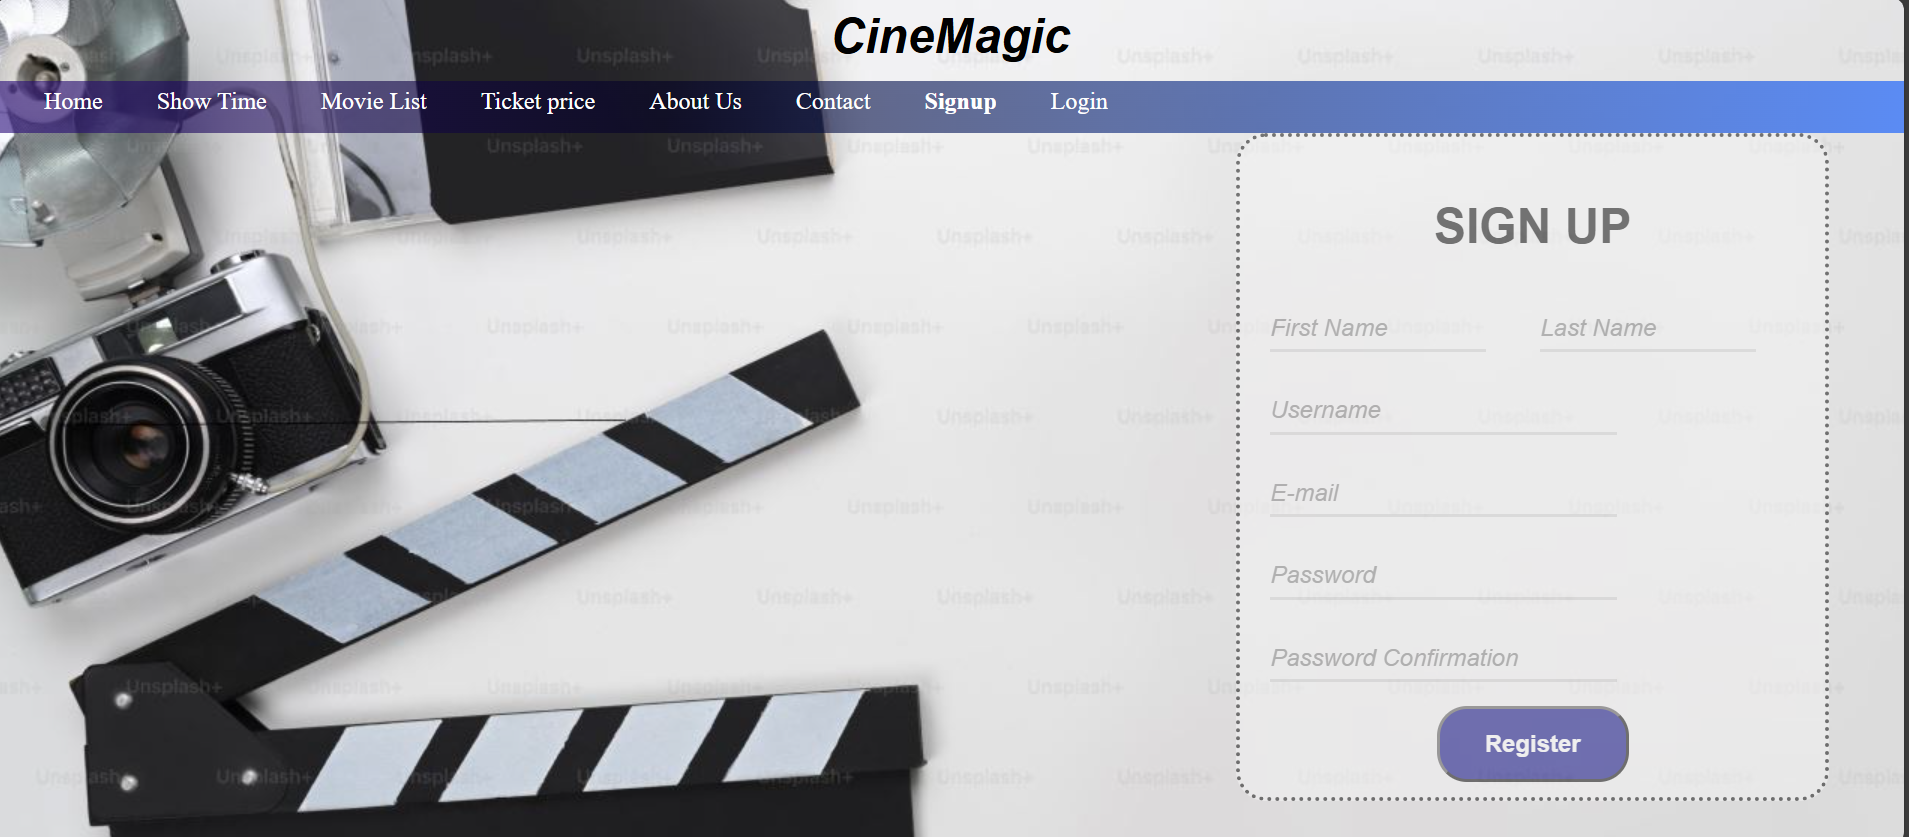 CineMagic
Home Show Time Movie List Ticket price About Us Contact Signup Login
SIGN UP
First Name Last Name
Username
E-mail
Password
Password Confirmation
Register
Unsplash+